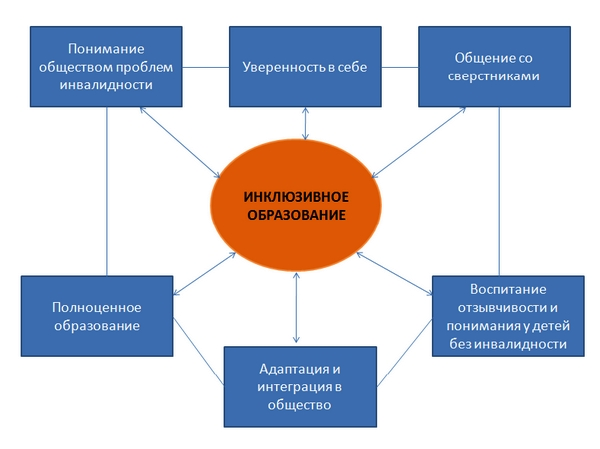 Понимание
обществом проблем
инвалидности
Уверенность в себе
Общение со
сверстниками
ИНКЛЮЗИВНОЕ
ОБРАЗОВАНИЕ
Полноценное
образование
Адаптация и
интеграция в
общество
Воспитание
отзывчивости и
понимания у детей
без инвалидности